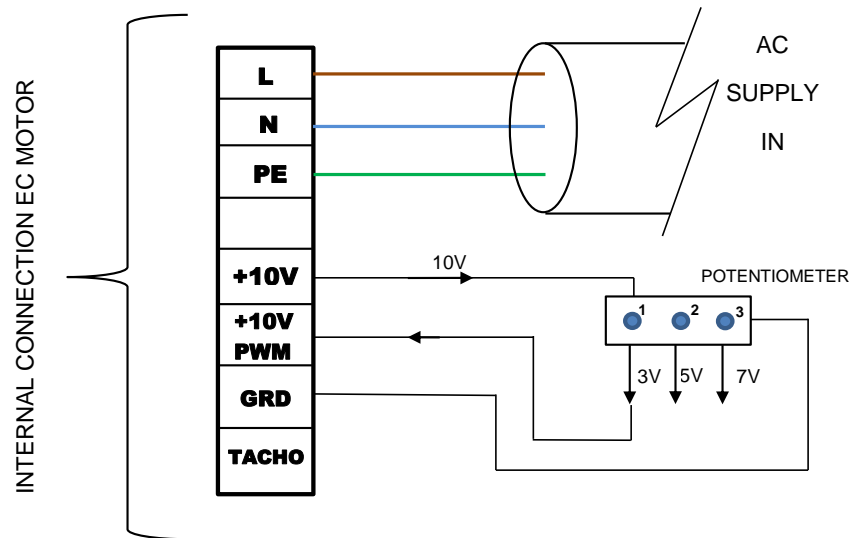 INTERNAL CONNECTION EC MOTOR
L
N
PE
+10V
+10V
PWM
GRD
TACHO
AC
SUPPLY
IN
10V
POTENTIOMETER
1 2 3
3V 5V 7V